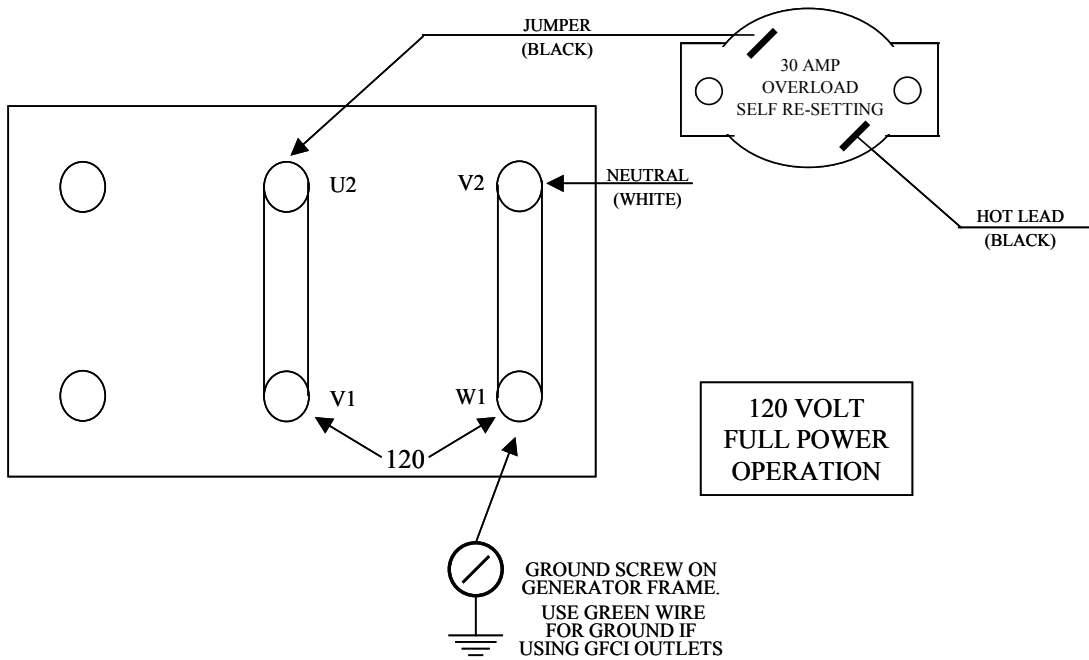 JUMPER
(BLACK)
30 AMP
OVERLOAD
SELF RE-SETTING
U2
V2
NEUTRAL
(WHITE)
HOT LEAD
(BLACK)
V1
W1
120
120 VOLT
FULL POWER
OPERATION
GROUND SCREW ON
GENERATOR FRAME.
USE GREEN WIRE
FOR GROUND IF
USING GFCI OUTLETS